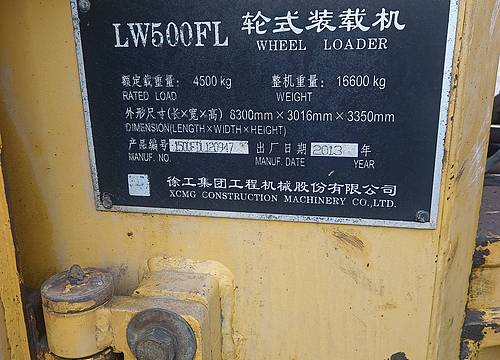 LW500FL 轮式装载机
WHEEL LOADER
额定载重量： 4500 kg 整机重量： 16600 kg
RATED LOAD WEIGHT
外形尺寸(长×宽×高) 8300mm×3016mm×3350mm
DIMENSION(LENGTH×WIDTH×HEIGHT)
产品编号 出厂日期 2013 年
MANUF. NO. MANUF. DATE YEAR
徐工集团工程机械股份有限公司
XCMG CONSTRUCTION MACHINERY CO.,LTD.